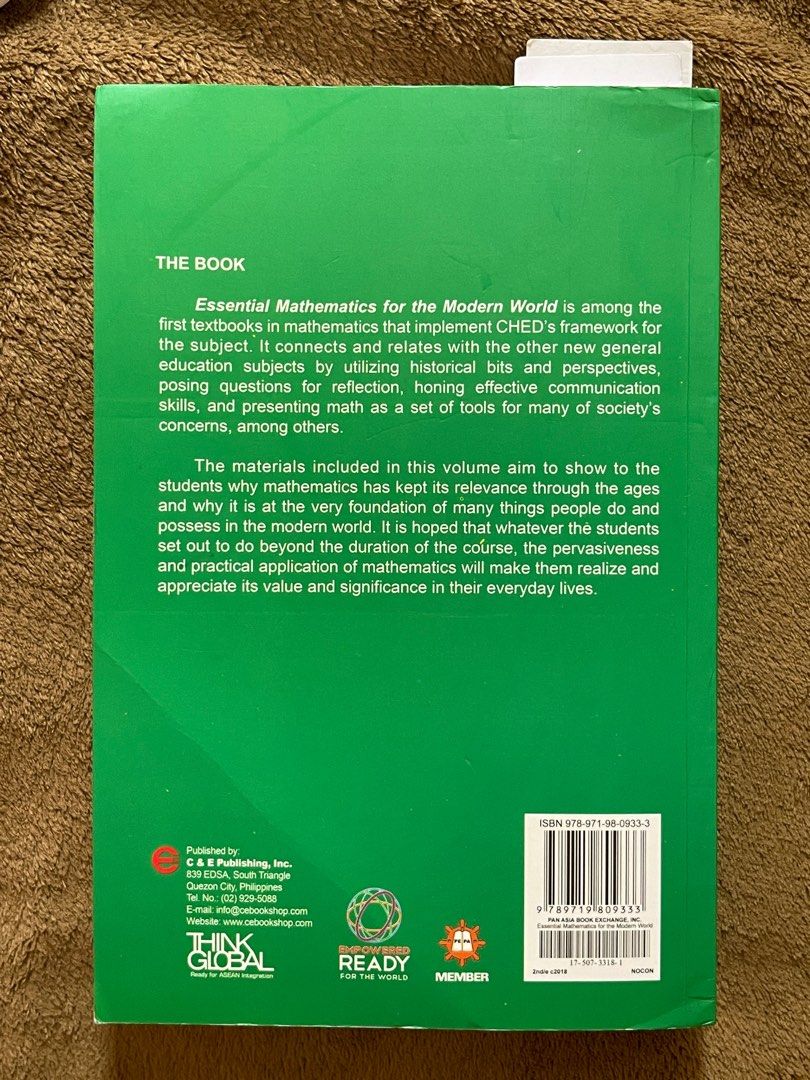 THE BOOK
Essential Mathematics for the Modern World is among the
first textbooks in mathematics that implement CHED's framework for
the subject. It connects and relates with the other new general
education subjects by utilizing historical bits and perspectives,
posing questions for reflection, honing effective communication
skills, and presenting math as a set of tools for many of society's
concerns, among others.
The materials included in this volume aim to show to the
students why mathematics has kept its relevance through the ages
and why it is at the very foundation of many things people do and
possess in the modern world. It is hoped that whatever the students
set out to do beyond the duration of the course, the pervasiveness
and practical application of mathematics will make them realize and
appreciate its value and significance in their everyday lives.
Published by:
C & E Publishing, Inc.
839 EDSA, South Triangle
Quezon City, Philippines
Tel. No.: (02) 929-5088
E-mail: info@cebookshop.com
Website: www.cebookshop.com
THINK
GLOBAL
Ready for ASEAN Integration
EMPOWERED
READY
FOR THE WORLD
PE PA
MEMBER
ISBN 978-971-98-0933-3
9 789719 809333
PAN ASIA BOOK EXCHANGE, INC.
Essential Mathematics for the Modern World
17-507-3318-1
2nd/e c2018 NOCON